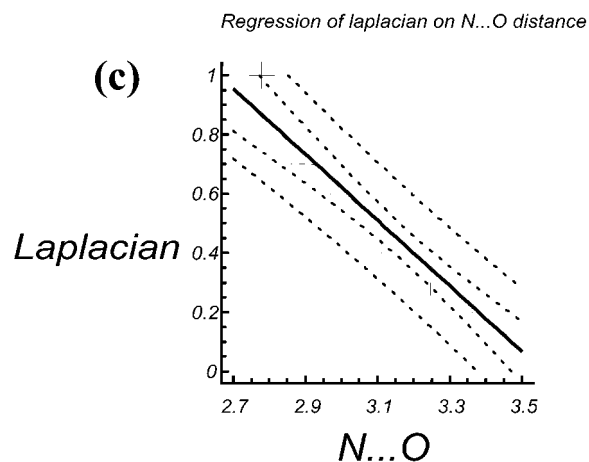 Regression of laplacian on N...O distance
(c)
1
0.8
0.6
0.4
0.2
0
Laplacian
2.7 2.9 3.1 3.3 3.5
N...O